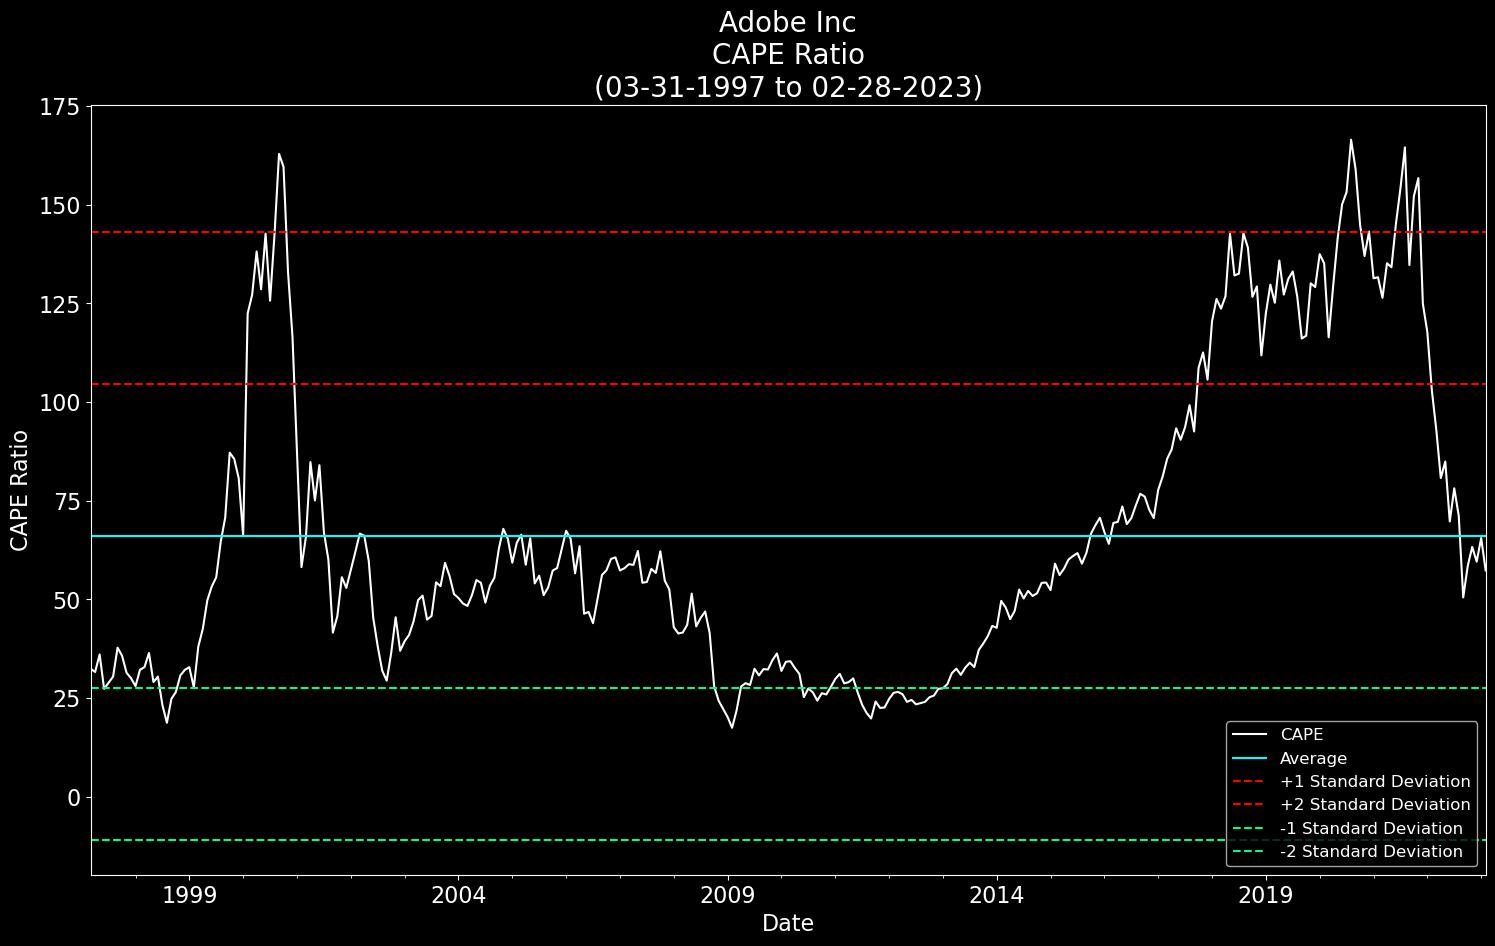 Adobe Inc
CAPE Ratio
(03-31-1997 to 02-28-2023)
175
150
125
100
75
50
25
0
CAPE Ratio
1999
2004
2009
2014
2019
Date
CAPE
Average
+1 Standard Deviation
+2 Standard Deviation
-1 Standard Deviation
-2 Standard Deviation